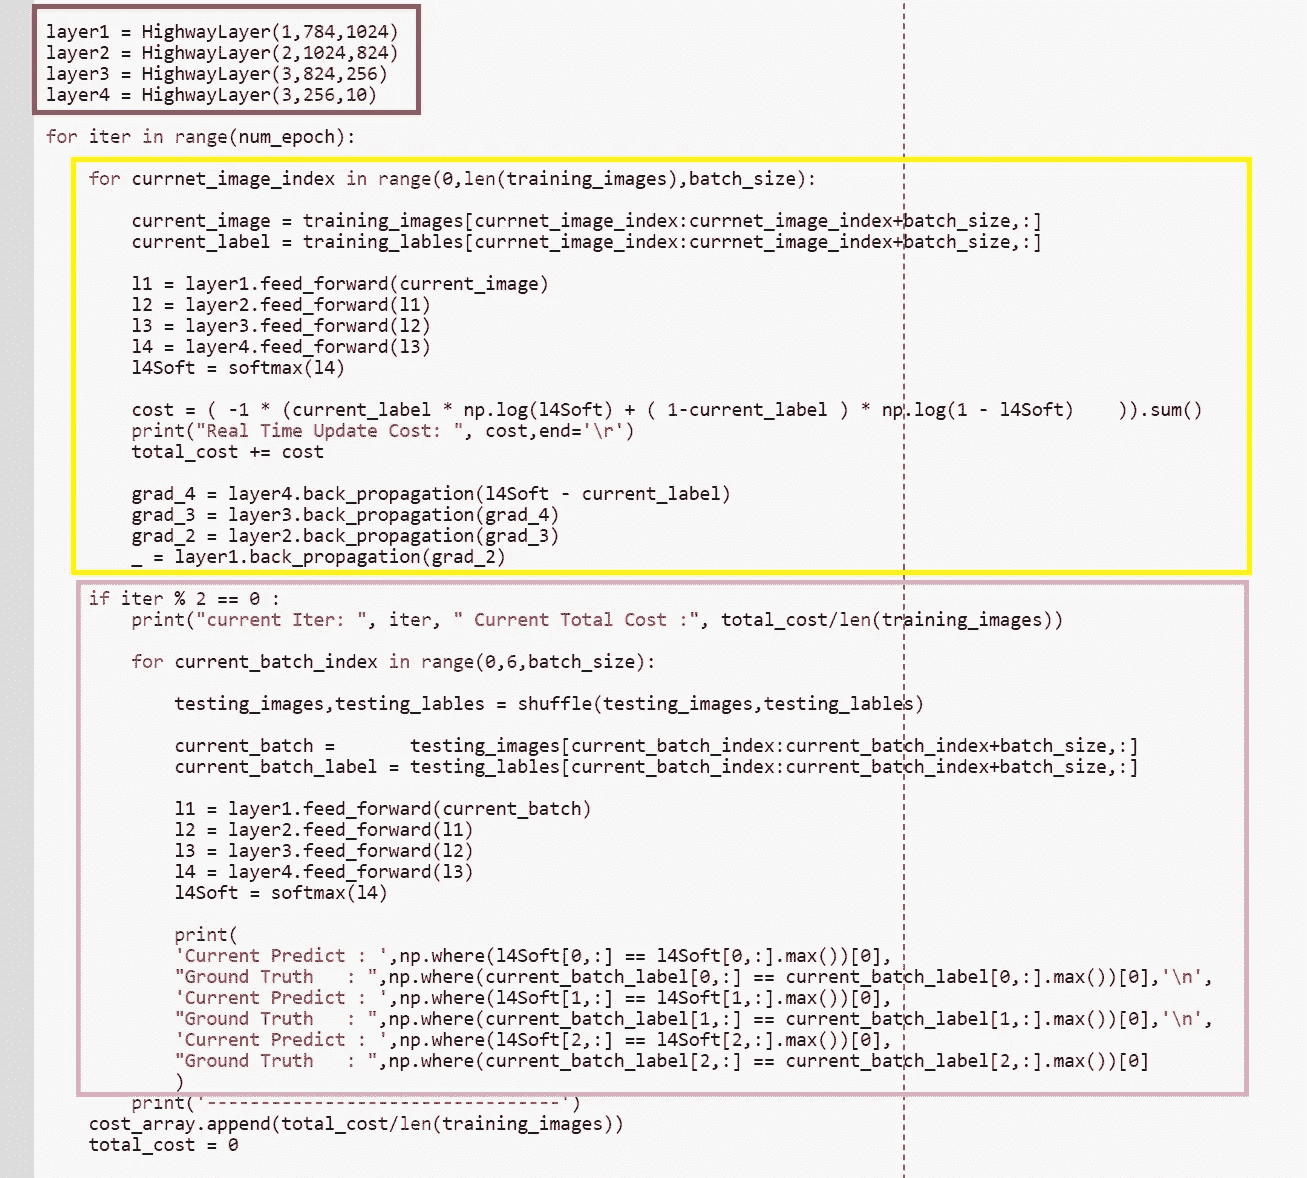 layer1 = HighwayLayer(1,784,1024)
layer2 = HighwayLayer(2,1024,824)
layer3 = HighwayLayer(3,824,256)
layer4 = HighwayLayer(3,256,10)
for iter in range(num_epoch):
for currnet_image_index in range(0,len(training_images),batch_size):
current_image = training_images[currnet_image_index:currnet_image_index+batch_size,:]
current_label = training_lables[currnet_image_index:currnet_image_index+batch_size,:]
l1 = layer1.feed_forward(current_image)
l2 = layer2.feed_forward(l1)
l3 = layer3.feed_forward(l2)
l4 = layer4.feed_forward(l3)
l4Soft = softmax(l4)
cost = ( -1 * (current_label * np.log(l4Soft) + ( 1-current_label ) * np.log(1 - l4Soft)    )).sum()
print("Real Time Update Cost: ", cost,end='\r')
total_cost += cost
grad_4 = layer4.back_propagation(l4Soft - current_label)
grad_3 = layer3.back_propagation(grad_4)
grad_2 = layer2.back_propagation(grad_3)
_ = layer1.back_propagation(grad_2)
if iter % 2 == 0 :
print("current Iter: ", iter, " Current Total Cost :", total_cost/len(training_images))
for current_batch_index in range(0,6,batch_size):
testing_images,testing_lables = shuffle(testing_images,testing_lables)
current_batch =       testing_images[current_batch_index:current_batch_index+batch_size,:]
current_batch_label = testing_lables[current_batch_index:current_batch_index+batch_size,:]
l1 = layer1.feed_forward(current_batch)
l2 = layer2.feed_forward(l1)
l3 = layer3.feed_forward(l2)
l4 = layer4.feed_forward(l3)
l4Soft = softmax(l4)
print(
'Current Predict : ',np.where(l4Soft[0,:] == l4Soft[0,:].max())[0],
"Ground Truth   : ",np.where(current_batch_label[0,:] == current_batch_label[0,:].max())[0],'\n',
'Current Predict : ',np.where(l4Soft[1,:] == l4Soft[1,:].max())[0],
"Ground Truth   : ",np.where(current_batch_label[1,:] == current_batch_label[1,:].max())[0],'\n',
'Current Predict : ',np.where(l4Soft[2,:] == l4Soft[2,:].max())[0],
"Ground Truth   : ",np.where(current_batch_label[2,:] == current_batch_label[2,:].max())[0]
)
print('---------------------------------')
cost_array.append(total_cost/len(training_images))
total_cost = 0